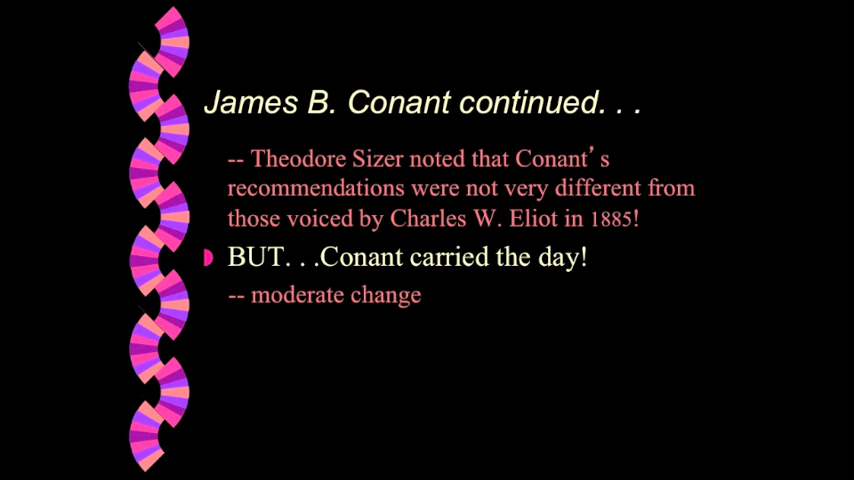 James B. Conant continued. . .
-- Theodore Sizer noted that Conant's
recommendations were not very different from
those voiced by Charles W. Eliot in 1885!
BUT. . .Conant carried the day!
-- moderate change